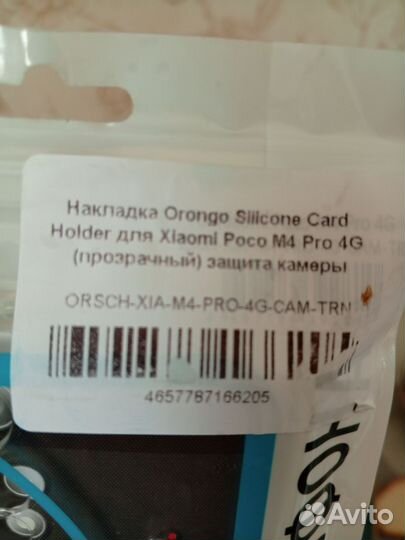 Накладка Orongo Silicone Card
Holder для Xiaomi Poco M4 Pro 4G
(прозрачный) защита камеры
ORSCH-XIA-M4-PRO-4G-CAM-TRN
4657787166205
Avito